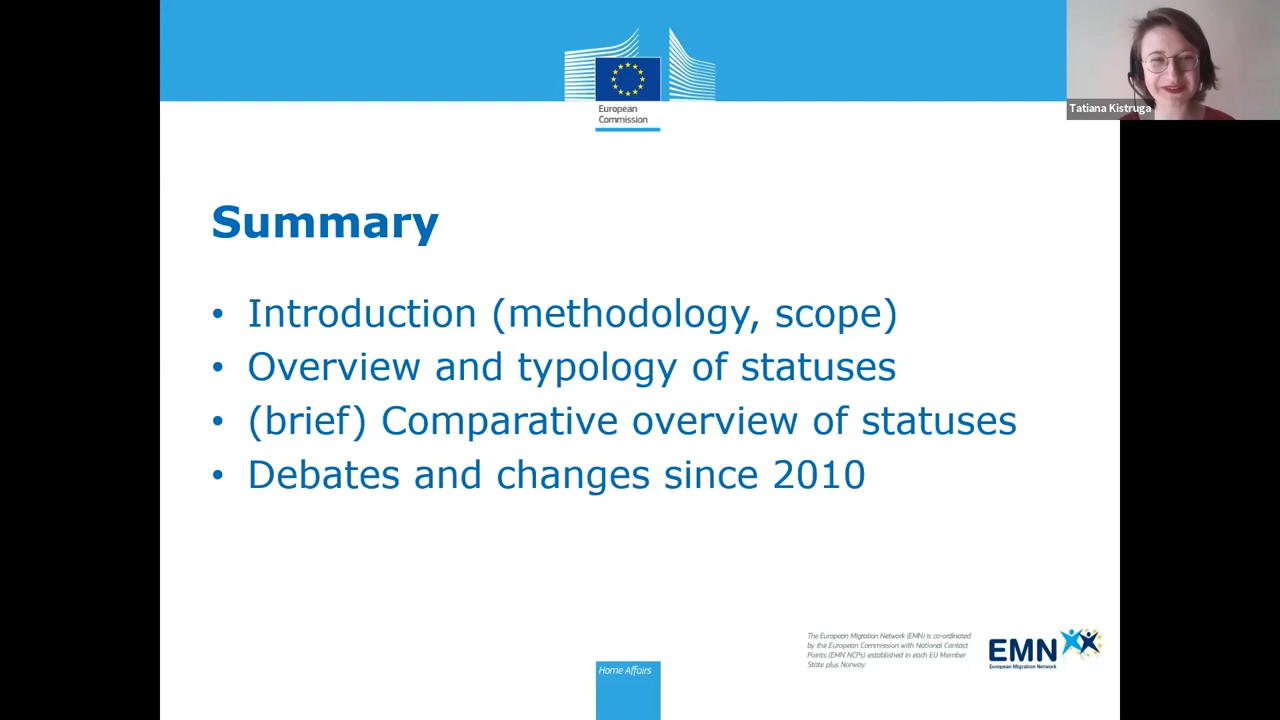 European
Commission
Tatiana Kistruga
Summary
• Introduction (methodology, scope)
• Overview and typology of statuses
• (brief) Comparative overview of statuses
• Debates and changes since 2010
The European Migration Network (EMN) is co-ordinated
by the European Commission with National Contact
Points (EMN NCPs) established in each EU Member
State plus Norway.
EMN
European Migration Network
Home Affairs